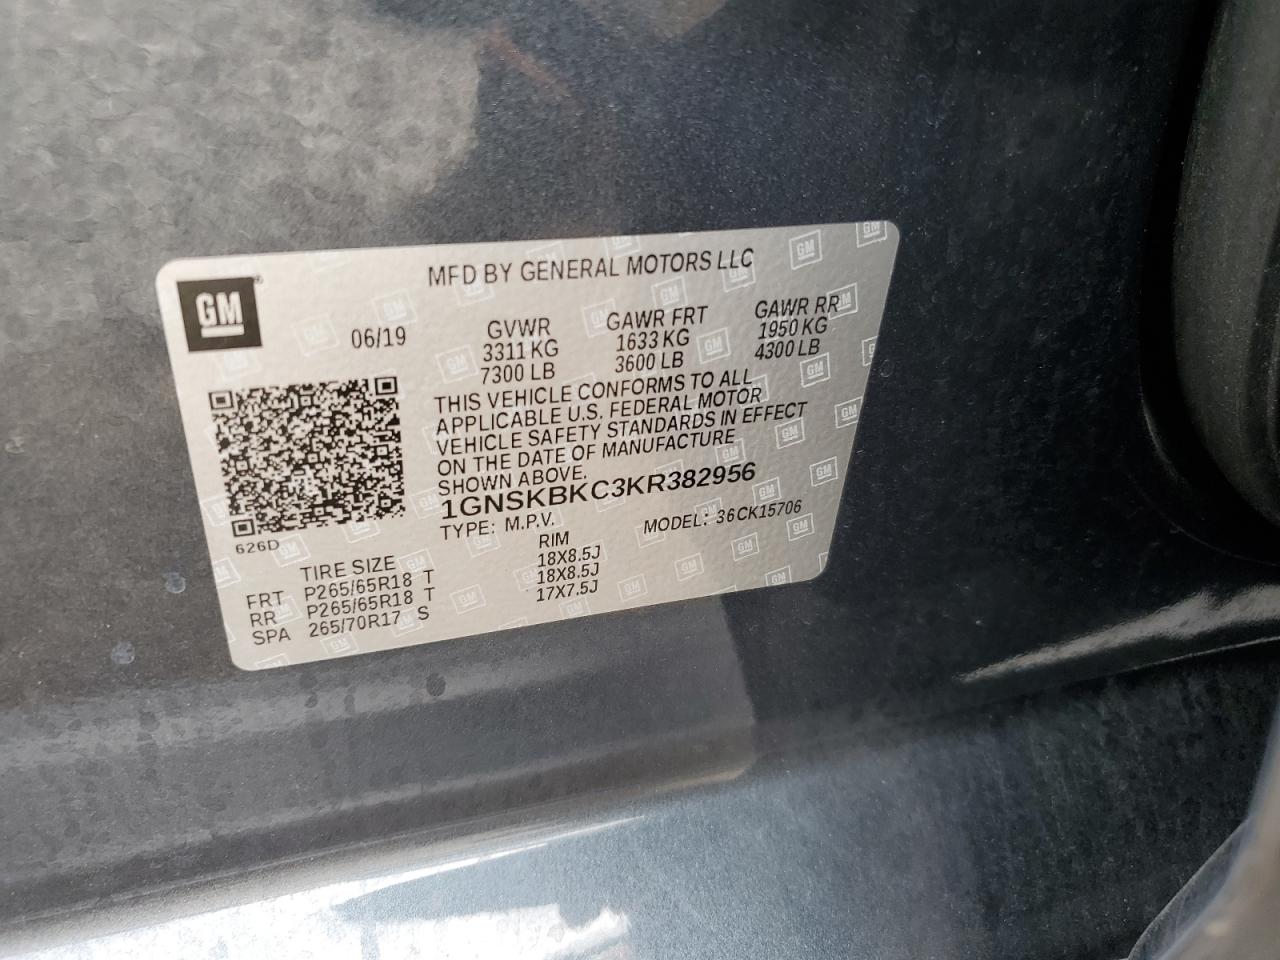 GM
MFD BY GENERAL MOTORS LLC
06/19
GVWR
3311 KG
7300 LB
GAWR FRT
1633 KG
3600 LB
GAWR RR
1950 KG
4300 LB
THIS VEHICLE CONFORMS TO ALL
APPLICABLE U.S. FEDERAL MOTOR
VEHICLE SAFETY STANDARDS IN EFFECT
ON THE DATE OF MANUFACTURE
SHOWN ABOVE.
1GNSKBKC3KR382956
TYPE: M.P.V. MODEL: 36CK15706
626D
TIRE SIZE RIM
FRT P265/65R18 T 18X8.5J
RR P265/65R18 T 18X8.5J
SPA 265/70R17 S 17X7.5J